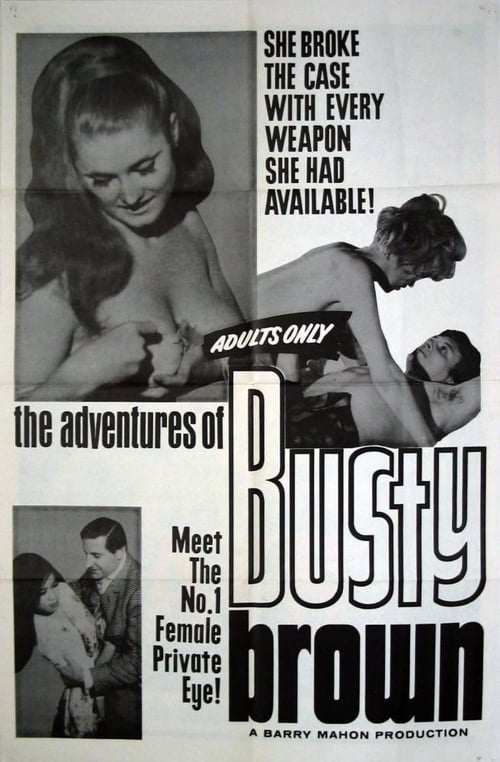 SHE BROKE
THE CASE
WITH EVERY
WEAPON
SHE HAD
AVAILABLE!
ADULTS ONLY
the adventures of
Busty
brown
Meet
The
No.1
Female
Private
Eye!
A BARRY MAHON PRODUCTION